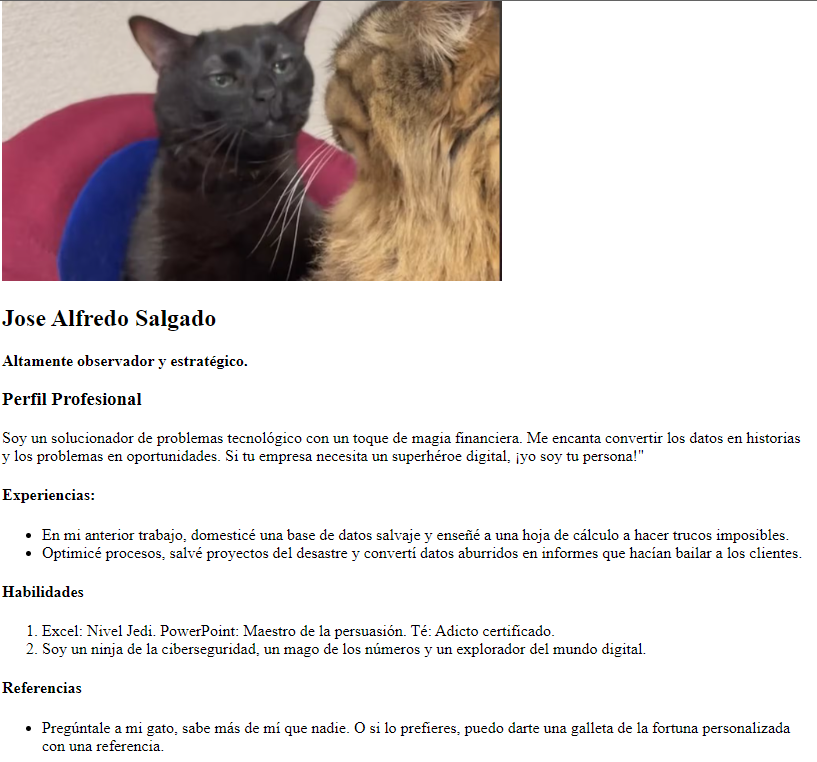 Jose Alfredo Salgado
Altamente observador y estratégico.
Perfil Profesional
Soy un solucionador de problemas tecnológico con un toque de magia financiera. Me encanta convertir los datos en historias
y los problemas en oportunidades. Si tu empresa necesita un superhéroe digital, ¡yo soy tu persona!"
Experiencias:
• En mi anterior trabajo, domesticé una base de datos salvaje y enseñé a una hoja de cálculo a hacer trucos imposibles.
• Optimicé procesos, salvé proyectos del desastre y convertí datos aburridos en informes que hacían bailar a los clientes.
Habilidades
1. Excel: Nivel Jedi. PowerPoint: Maestro de la persuasión. Té: Adicto certificado.
2. Soy un ninja de la ciberseguridad, un mago de los números y un explorador del mundo digital.
Referencias
• Pregúntale a mi gato, sabe más de mí que nadie. O si lo prefieres, puedo darte una galleta de la fortuna personalizada
con una referencia.